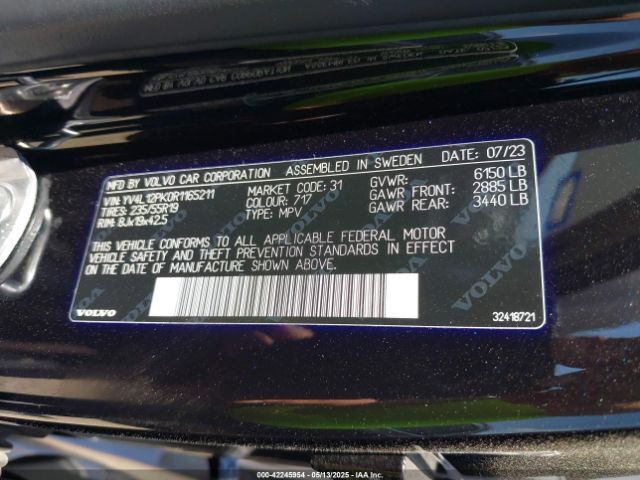 MFD BY VOLVO CAR CORPORATION ASSEMBLED IN SWEDEN DATE: 07/23
VIN: YV4L12PK0R1165211 MARKET CODE: 31 GVWR: 6150 LB
TIRES: 235/55R19 COLOUR: 717 GAWR FRONT: 2885 LB
RIM: 8Jx19x42.5 TYPE: MPV GAWR REAR: 3440 LB
THIS VEHICLE CONFORMS TO ALL APPLICABLE FEDERAL MOTOR
VEHICLE SAFETY AND THEFT PREVENTION STANDARDS IN EFFECT
ON THE DATE OF MANUFACTURE SHOWN ABOVE.
VOLVO 32418721
000-42245954 05/13/2025 IAA INC.